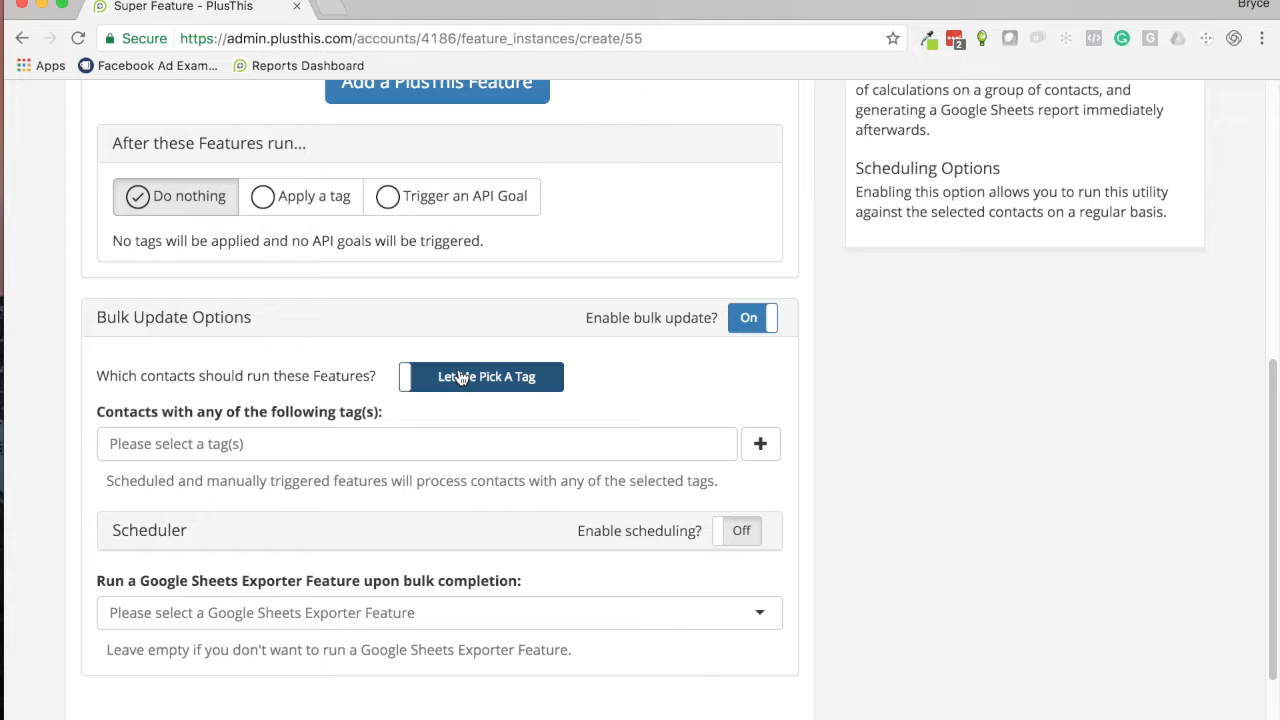 Super Feature - PlusThis
Bryce
Secure https://admin.plusthis.com/accounts/4186/feature_instances/create/55
2
Apps Facebook Ad Exam... Reports Dashboard
Add a PlusThis Feature
After these Features run...
Do nothing Apply a tag Trigger an API Goal
No tags will be applied and no API goals will be triggered.
Bulk Update Options Enable bulk update? On
Which contacts should run these Features? Let Me Pick A Tag
Contacts with any of the following tag(s):
Please select a tag(s)
Scheduled and manually triggered features will process contacts with any of the selected tags.
Scheduler Enable scheduling? Off
Run a Google Sheets Exporter Feature upon bulk completion:
Please select a Google Sheets Exporter Feature
Leave empty if you don't want to run a Google Sheets Exporter Feature.
of calculations on a group of contacts, and
generating a Google Sheets report immediately
afterwards.
Scheduling Options
Enabling this option allows you to run this utility
against the selected contacts on a regular basis.